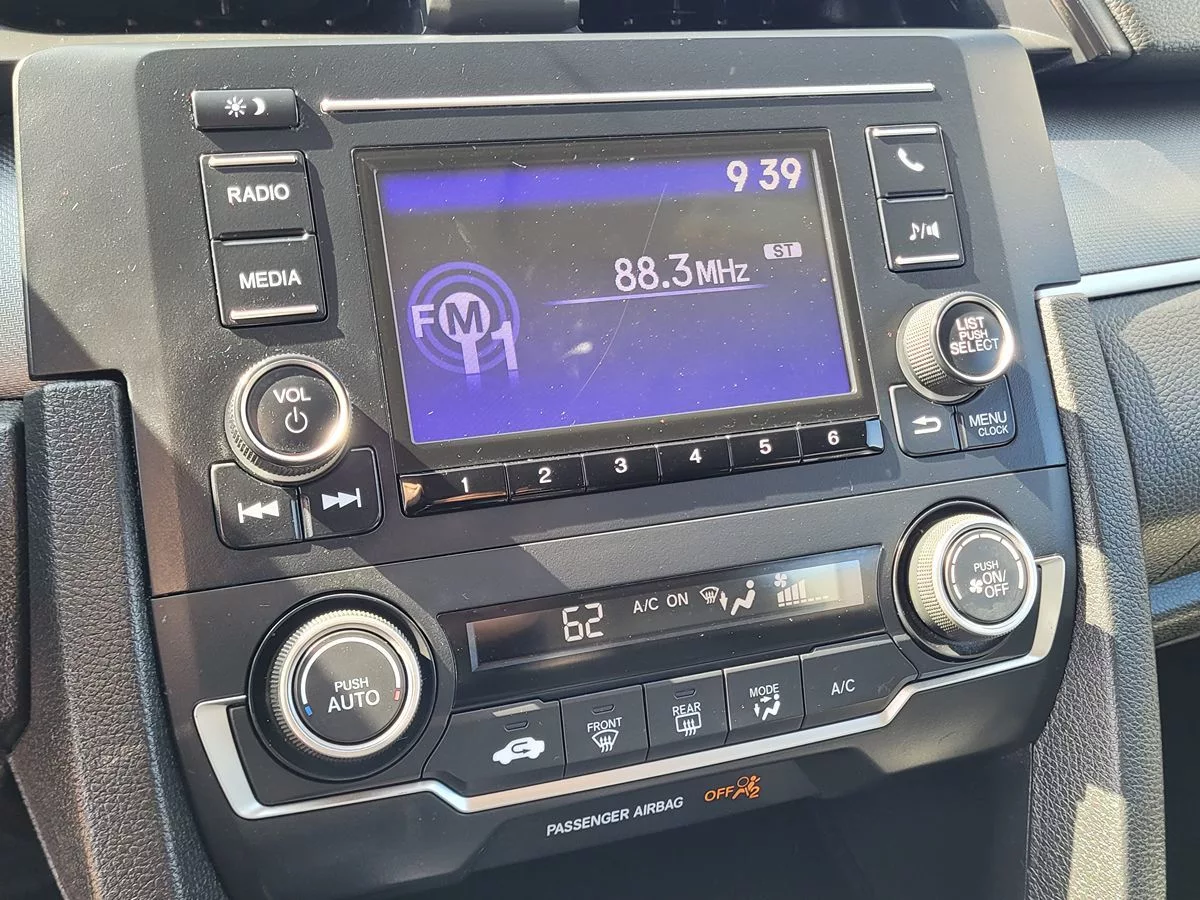 9 39
RADIO
MEDIA
88.3MHz
ST
FM
1
LIST
PUSH
SELECT
VOL
MENU
CLOCK
1 2 3 4 5 6
62
A/C ON
PUSH
ON/
OFF
PUSH
AUTO
FRONT
REAR
MODE
A/C
PASSENGER AIRBAG
OFF
2